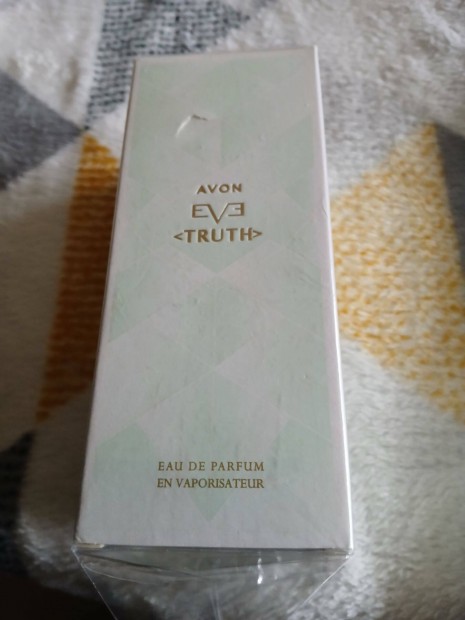 AVON
EVE
<TRUTH>
EAU DE PARFUM
EN VAPORISATEUR